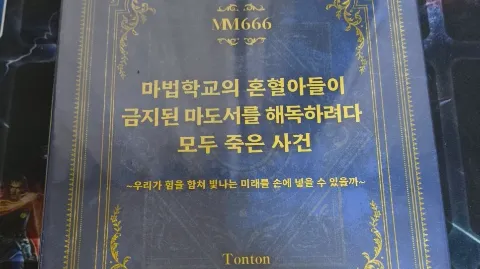 MM666
마법학교의 혼혈아들이
금지된 마도서를 해독하려다
모두 죽은 사건
~우리가 힘을 합쳐 빛나는 미래를 손에 넣을 수 있을까~
Tonton